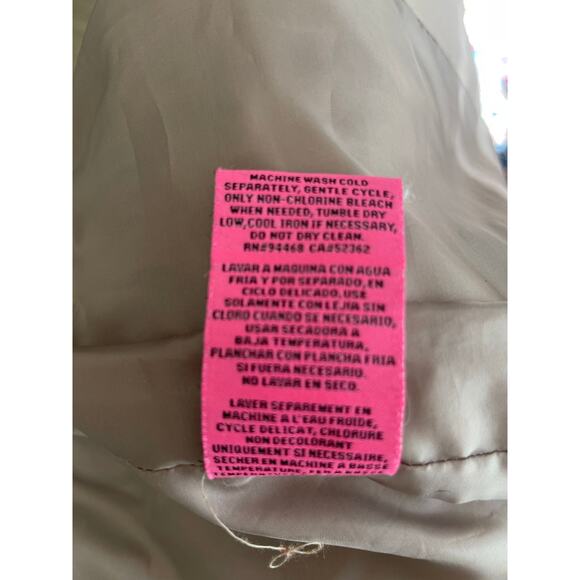 MACHINE WASH COLD
SEPARATELY, GENTLE CYCLE,
ONLY NON-CHLORINE BLEACH
WHEN NEEDED, TUMBLE DRY
LOW, COOL IRON IF NECESSARY,
DO NOT DRY CLEAN.
RN#94468 CA#52362
LAVAR A MAQUINA CON AGUA
FRIA Y POR SEPARADO, EN
CICLO DELICADO, USE
SOLAMENTE CON LEJIA SIN
CLORO CUANDO SE NECESARIO,
USAR SECADORA A
BAJA TEMPERATURA,
PLANCHAR CON PLANCHA FRIA
SI FUERA NECESARIO.
NO LAVAR EN SECO.
LAVER SEPAREMENT EN
MACHINE A L'EAU FROIDE,
CYCLE DELICAT, CHLORURE
NON DECOLORANT
UNIQUEMENT SI NECESSAIRE,
SECHER EN MACHINE A BASSE
TEMPERATURE,